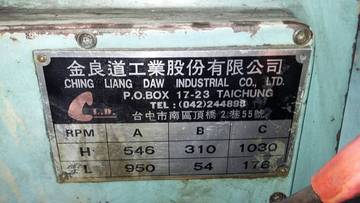 金良道工業股份有限公司
CHING LIANG DAW INDUSTRIAL CO., LTD.
P.O.BOX 17-23 TAICHUNG
TEL:(042)244898
C L.D
台中市南區頂橋2巷55號
RPM A B C
H 546 310 1030
L 950 54 178